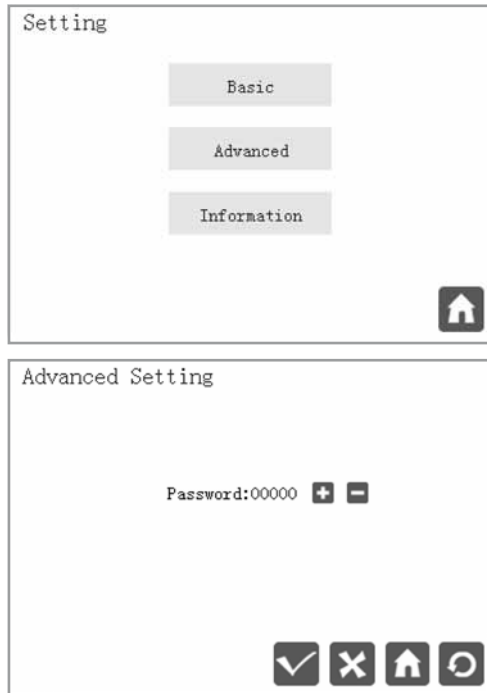 Setting
Basic
Advanced
Information
Advanced Setting
Password:00000